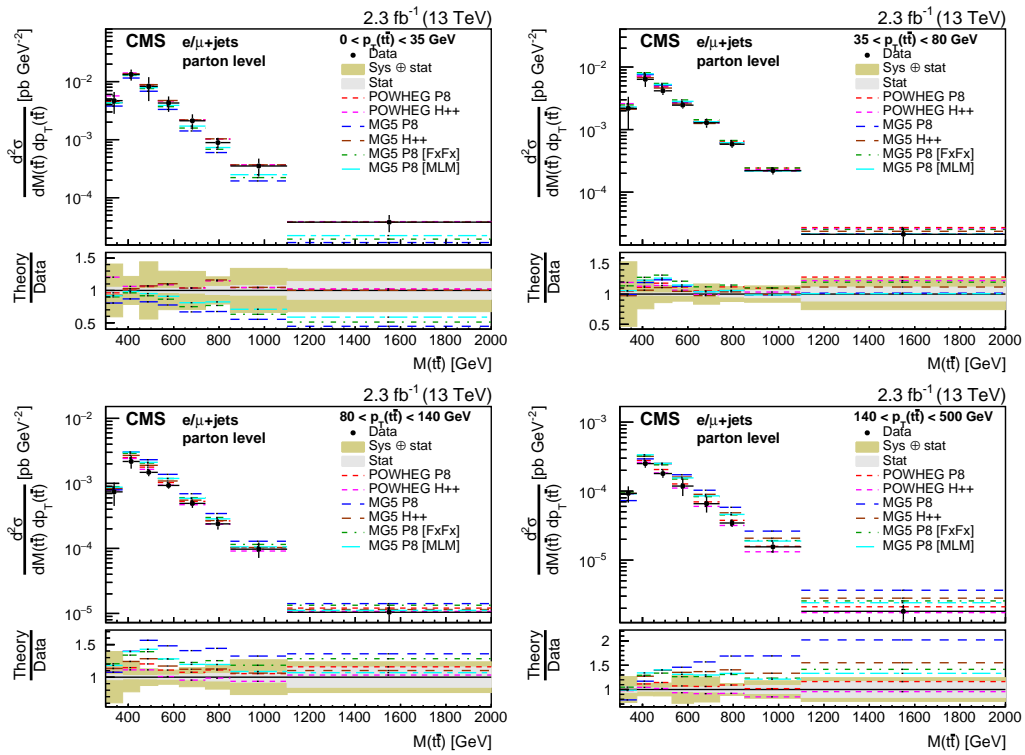 2.3 fb⁻¹ (13 TeV)
CMS e/μ+jets 0 < p_T(tt̄) < 35 GeV
parton level
Data
Sys ⊕ stat
Stat
POWHEG P8
POWHEG H++
MG5 P8
MG5 H++
MG5 P8 [FxFx]
MG5 P8 [MLM]
d²σ / dM(tt̄) dp_T(tt̄) [pb GeV⁻²]
10⁻²
10⁻³
10⁻⁴
Theory / Data
1.5
1
0.5
400 600 800 1000 1200 1400 1600 1800 2000
M(tt̄) [GeV]
2.3 fb⁻¹ (13 TeV)
CMS e/μ+jets 35 < p_T(tt̄) < 80 GeV
parton level
Data
Sys ⊕ stat
Stat
POWHEG P8
POWHEG H++
MG5 P8
MG5 H++
MG5 P8 [FxFx]
MG5 P8 [MLM]
d²σ / dM(tt̄) dp_T(tt̄) [pb GeV⁻²]
10⁻²
10⁻³
10⁻⁴
Theory / Data
1.5
1
0.5
400 600 800 1000 1200 1400 1600 1800 2000
M(tt̄) [GeV]
2.3 fb⁻¹ (13 TeV)
CMS e/μ+jets 80 < p_T(tt̄) < 140 GeV
parton level
Data
Sys ⊕ stat
Stat
POWHEG P8
POWHEG H++
MG5 P8
MG5 H++
MG5 P8 [FxFx]
MG5 P8 [MLM]
d²σ / dM(tt̄) dp_T(tt̄) [pb GeV⁻²]
10⁻²
10⁻³
10⁻⁴
10⁻⁵
Theory / Data
1.5
1
400 600 800 1000 1200 1400 1600 1800 2000
M(tt̄) [GeV]
2.3 fb⁻¹ (13 TeV)
CMS e/μ+jets 140 < p_T(tt̄) < 500 GeV
parton level
Data
Sys ⊕ stat
Stat
POWHEG P8
POWHEG H++
MG5 P8
MG5 H++
MG5 P8 [FxFx]
MG5 P8 [MLM]
d²σ / dM(tt̄) dp_T(tt̄) [pb GeV⁻²]
10⁻³
10⁻⁴
10⁻⁵
Theory / Data
2
1.5
1
400 600 800 1000 1200 1400 1600 1800 2000
M(tt̄) [GeV]